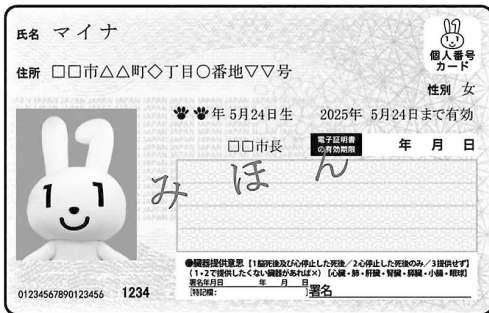 氏名 マイナ
個人番号
カード
住所 □□市△△町◇丁目○番地▽▽号
性別 女
年 5月24日生 2025年 5月24日まで有効
□□市長 電子証明書
の有効期限 年 月 日
みほん
1 1
●臓器提供意思【1脳死後及び心停止した死後／2心停止した死後のみ／3提供せず】
(1・2で提供したくない臓器があれば×)【心臓・肺・肝臓・腎臓・膵臓・小腸・眼球】
署名年月日 年 月 日
[特記欄: ]署名
01234567890123456 1234